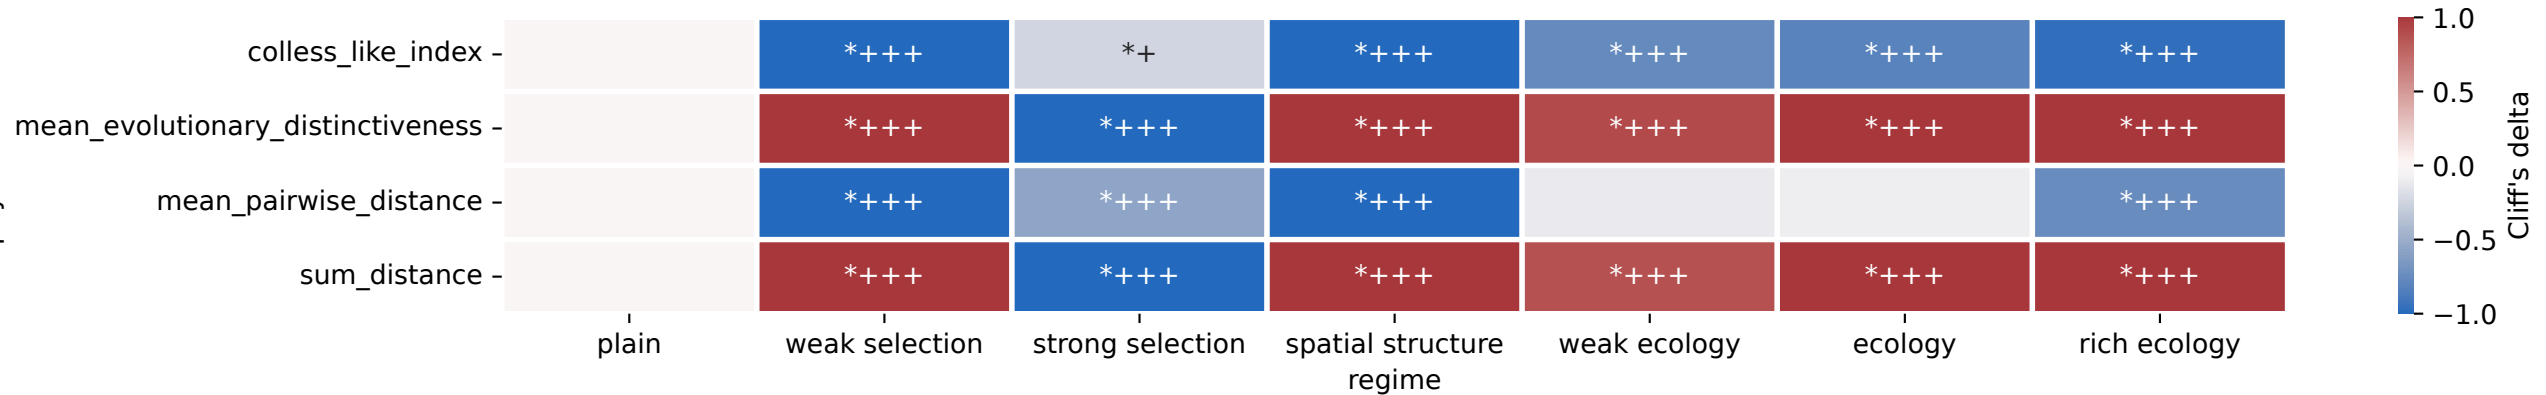 colless_like_index *+++ *+ *+++ *+++ *+++ *+++
mean_evolutionary_distinctiveness *+++ *+++ *+++ *+++ *+++ *+++
mean_pairwise_distance *+++ *+++ *+++ *+++
sum_distance *+++ *+++ *+++ *+++ *+++ *+++
plain weak selection strong selection spatial structure weak ecology ecology rich ecology
regime
1.0
0.5
0.0
−0.5
−1.0
Cliff's delta